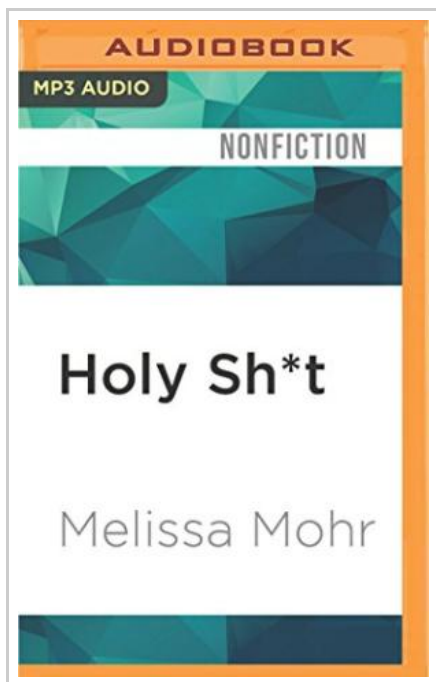 AUDIOBOOK
MP3 AUDIO
NONFICTION
Holy Sh*t
Melissa Mohr